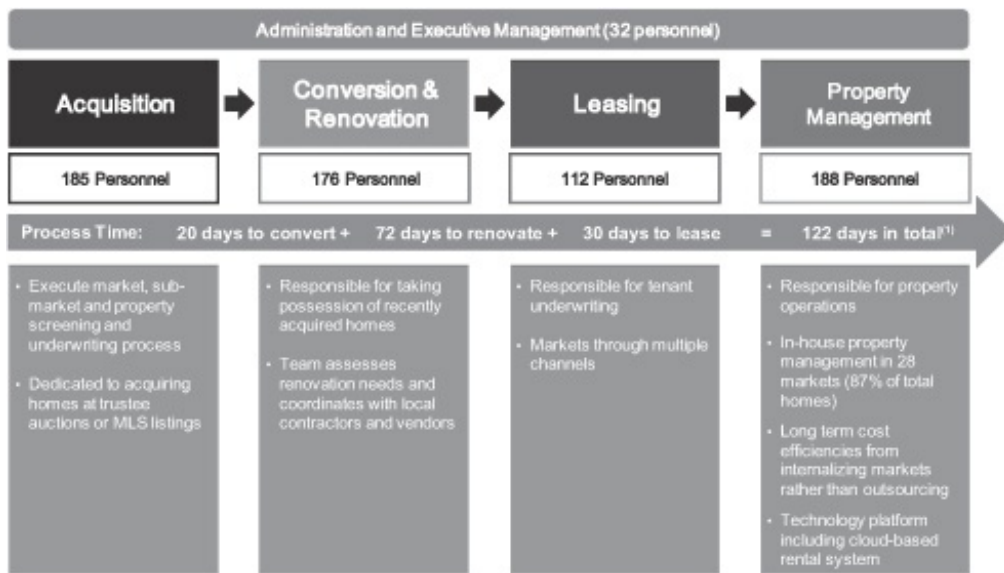 Administration and Executive Management (32 personnel)
Acquisition
Conversion &
Renovation
Leasing
Property
Management
185 Personnel
176 Personnel
112 Personnel
188 Personnel
Process Time: 20 days to convert + 72 days to renovate + 30 days to lease = 122 days in total(1)
• Execute market, sub-
market and property
screening and
underwriting process
• Dedicated to acquiring
homes at trustee
auctions or MLS listings
• Responsible for taking
possession of recently
acquired homes
• Team assesses
renovation needs and
coordinates with local
contractors and vendors
• Responsible for tenant
underwriting
• Markets through multiple
channels
• Responsible for property
operations
• In-house property
management in 28
markets (87% of total
homes)
• Long term cost
efficiencies from
internalizing markets
rather than outsourcing
• Technology platform
including cloud-based
rental system